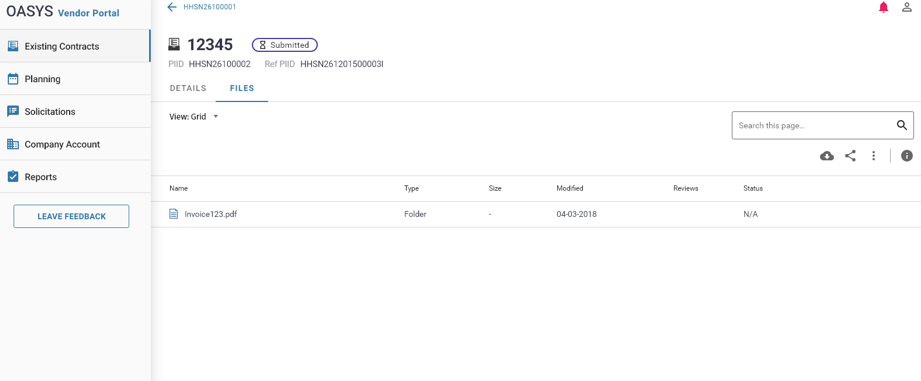 OASYS Vendor Portal
Existing Contracts
Planning
Solicitations
Company Account
Reports
LEAVE FEEDBACK
HHSN26100001
12345 Submitted
PIID HHSN26100002 Ref PIID HHSN261201500003I
DETAILS FILES
View: Grid
Search this page...
Name Type Size Modified Reviews Status
Invoice123.pdf Folder - 04-03-2018 N/A